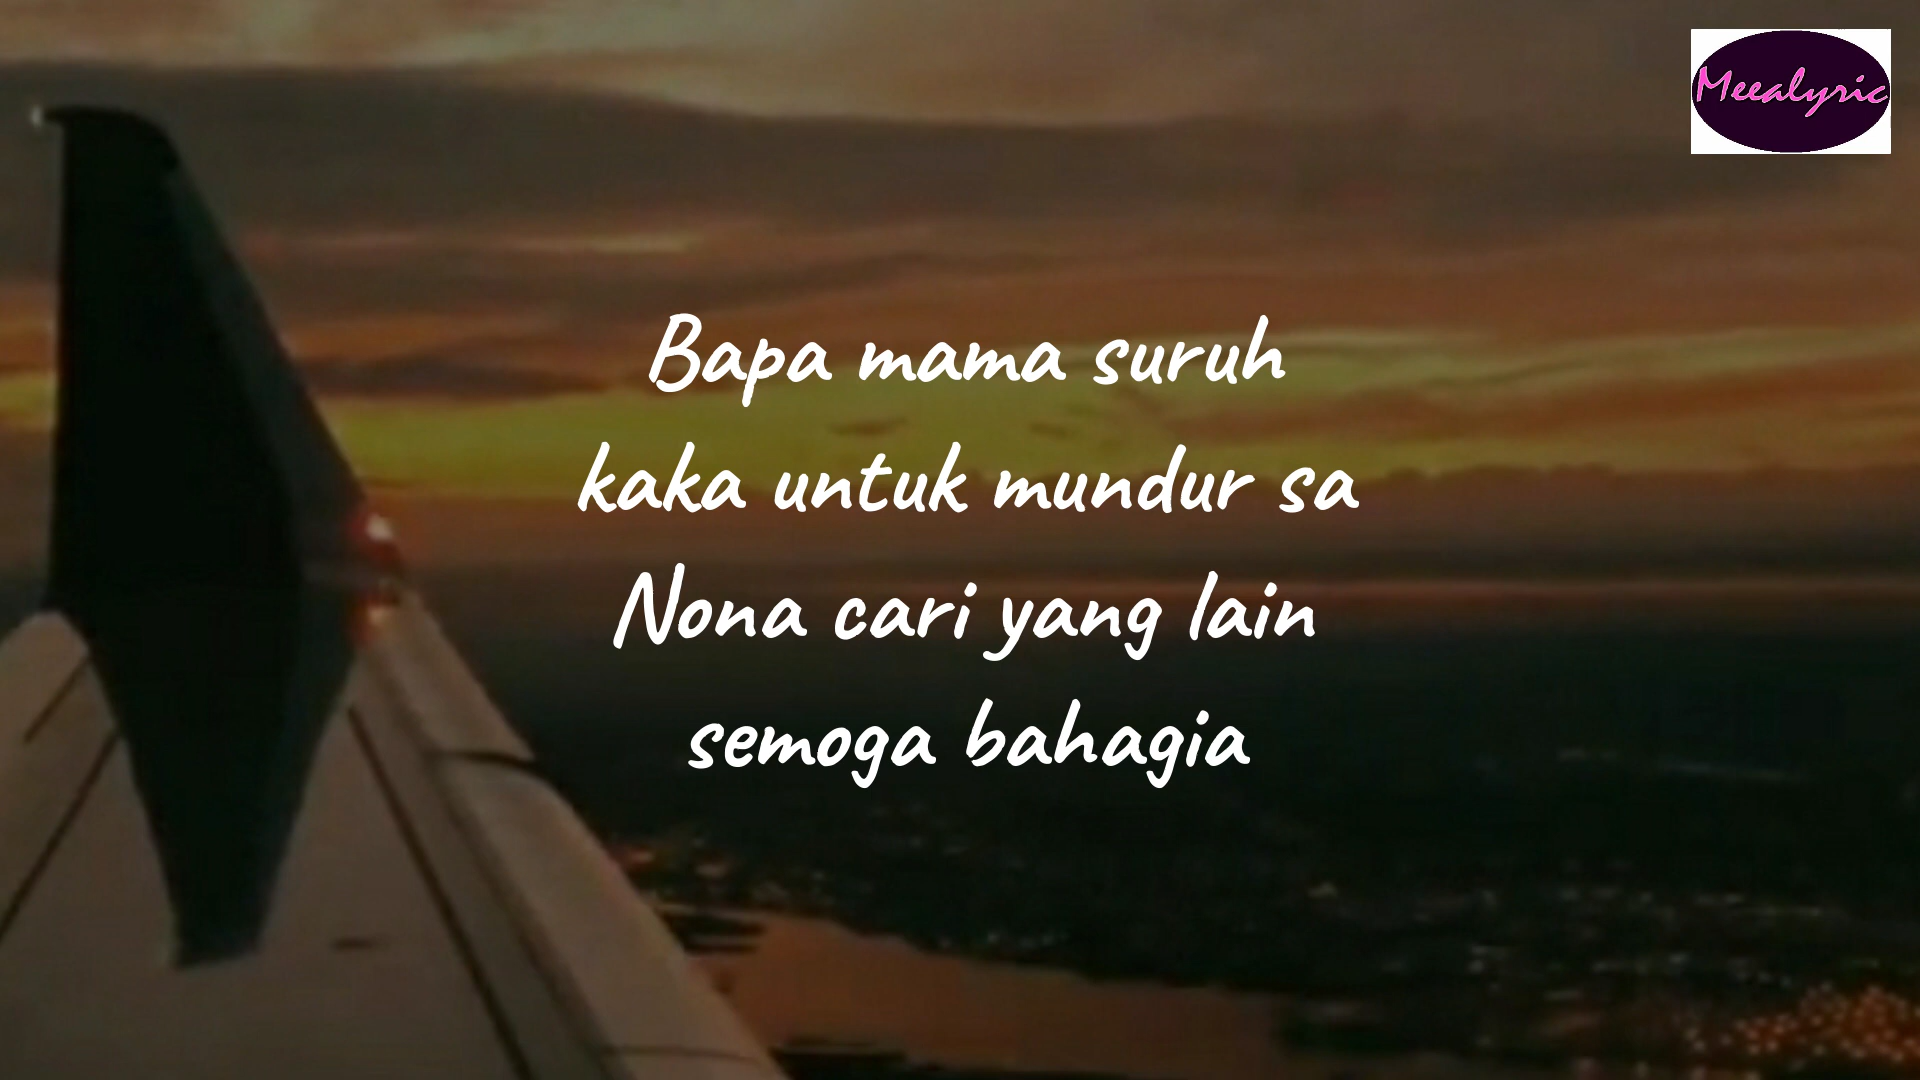 Meealyric
Bapa mama suruh
kaka untuk mundur sa
Nona cari yang lain
semoga bahagia